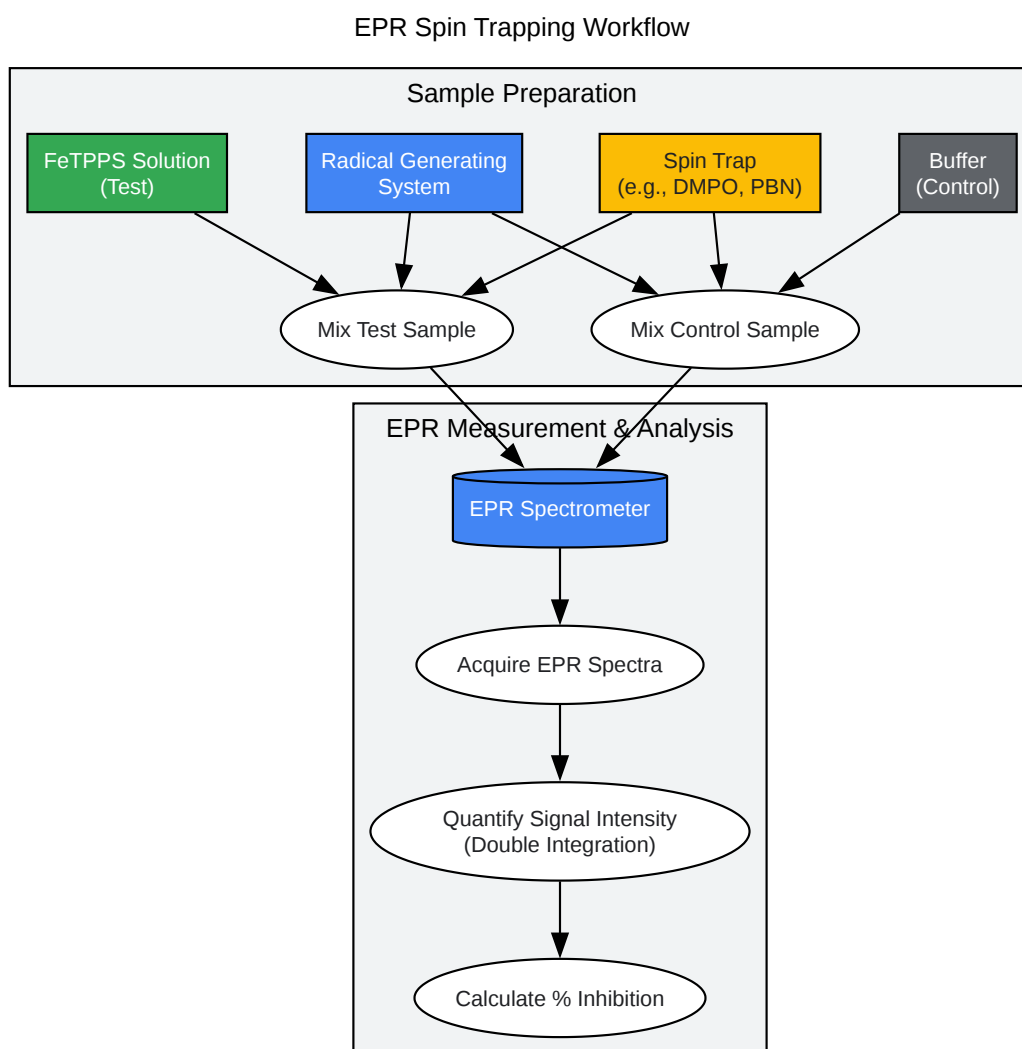 EPR Spin Trapping Workflow
Sample Preparation
FeTPPS Solution
(Test)
Radical Generating
System
Spin Trap
(e.g., DMPO, PBN)
Buffer
(Control)
Mix Test Sample
Mix Control Sample
EPR Measurement & Analysis
EPR Spectrometer
Acquire EPR Spectra
Quantify Signal Intensity
(Double Integration)
Calculate % Inhibition